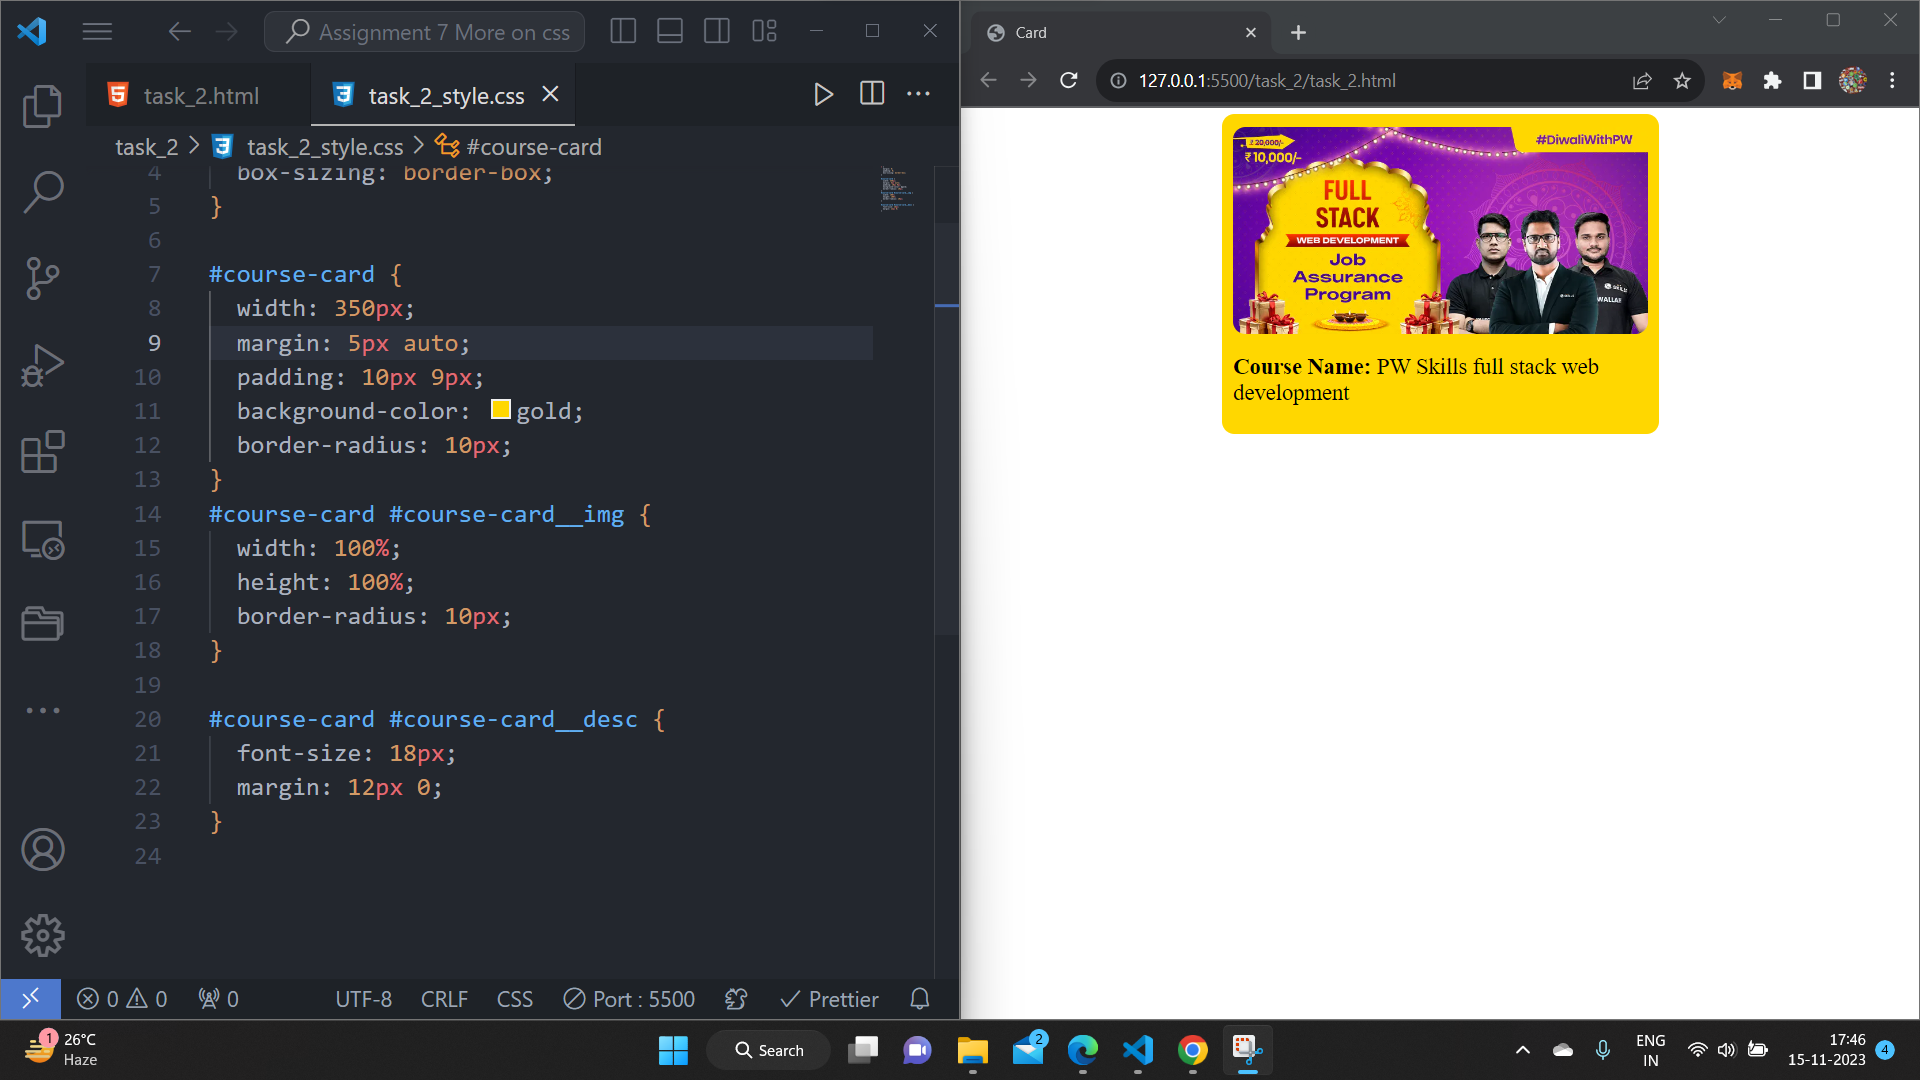 Assignment 7 More on css
task_2.html
task_2_style.css
task_2 > task_2_style.css > #course-card
4 box-sizing: border-box;
5 }
6
7 #course-card {
8 width: 350px;
9 margin: 5px auto;
10 padding: 10px 9px;
11 background-color: gold;
12 border-radius: 10px;
13 }
14 #course-card #course-card__img {
15 width: 100%;
16 height: 100%;
17 border-radius: 10px;
18 }
19
20 #course-card #course-card__desc {
21 font-size: 18px;
22 margin: 12px 0;
23 }
24
0 0 0 UTF-8 CRLF CSS Port : 5500 Prettier
Card
127.0.0.1:5500/task_2/task_2.html
₹ 20,000/-
₹ 10,000/-
#DiwaliWithPW
FULL
STACK
WEB DEVELOPMENT
Job
Assurance
Program
Course Name: PW Skills full stack web
development
1
26°C
Haze
Search
2
ENG
IN
17:46
15-11-2023
4